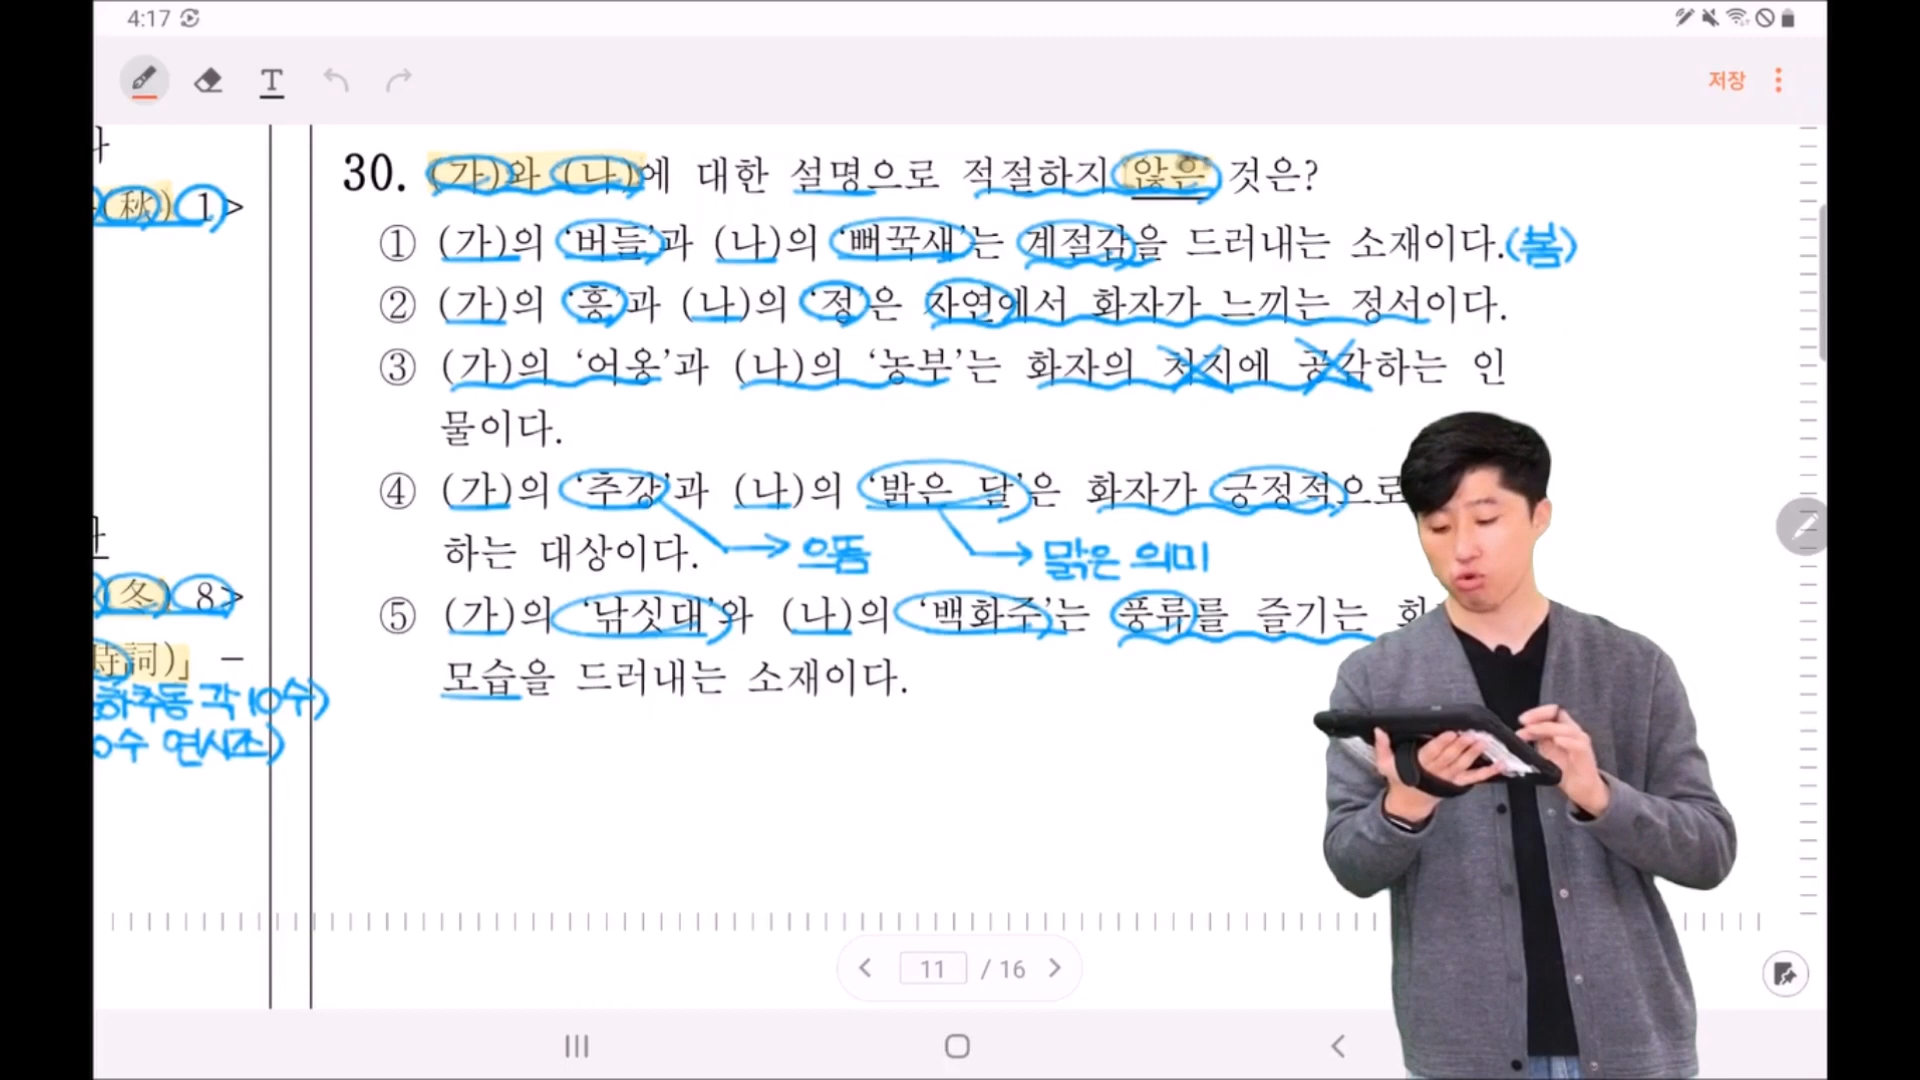 4:17
T
저장
(秋) 1>
(冬) 8>
時詞)」 –
하추동 각 10수)
0수 연시조)
30. (가)와 (나)에 대한 설명으로 적절하지 않은 것은?
① (가)의 ‘버들’과 (나)의 ‘뻐꾹새’는 계절감을 드러내는 소재이다. (봄)
② (가)의 ‘흥’과 (나)의 ‘정’은 자연에서 화자가 느끼는 정서이다.
③ (가)의 ‘어옹’과 (나)의 ‘농부’는 화자의 처지에 공감하는 인
물이다.
④ (가)의 ‘추강’과 (나)의 ‘밝은 달’은 화자가 긍정적으로
하는 대상이다.
으뜸
맑은 의미
⑤ (가)의 ‘낚싯대’와 (나)의 ‘백화주’는 풍류를 즐기는
모습을 드러내는 소재이다.
11 / 16